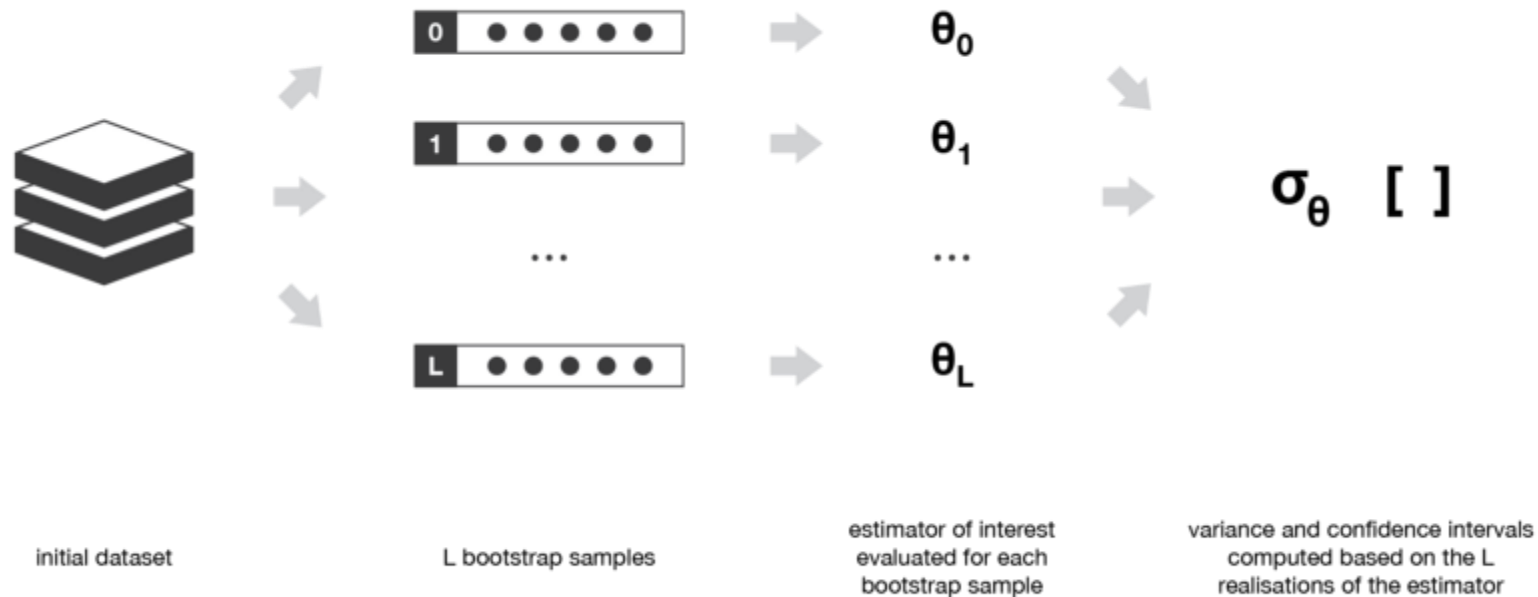 0 θ0
1 θ1
σθ [ ]
... ...
L θL
initial dataset
L bootstrap samples
estimator of interest
evaluated for each
bootstrap sample
variance and confidence intervals
computed based on the L
realisations of the estimator